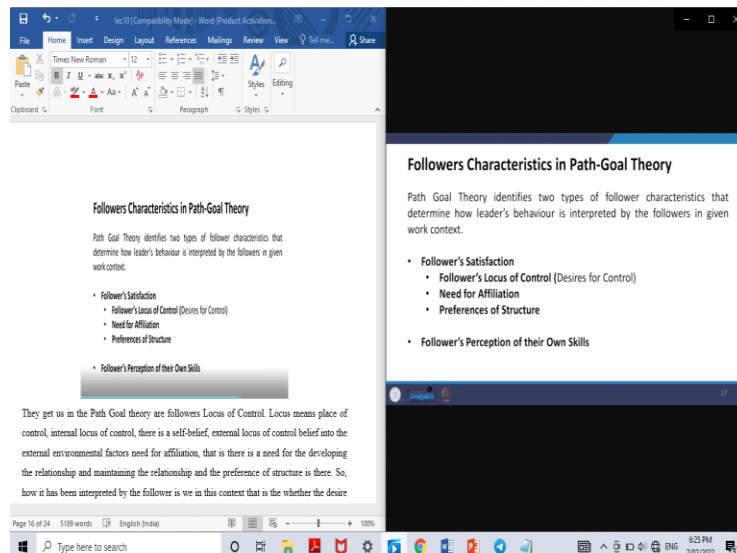 lec10 [Compatibility Mode] - Word (Product Activation...
File Home Insert Design Layout References Mailings Review View Tell me... Share
Paste
Times New Roman 12
B I U abc x₂ x²
A Aa A A
Styles Editing
Clipboard Font Paragraph Styles
Followers Characteristics in Path-Goal Theory
Path Goal Theory identifies two types of follower characteristics that
determine how leader's behaviour is interpreted by the followers in given
work context.
• Follower's Satisfaction
• Follower's Locus of Control (Desires for Control)
• Need for Affiliation
• Preferences of Structure
• Follower's Perception of their Own Skills
They get us in the Path Goal theory are followers Locus of Control. Locus means place of
control, internal locus of control, there is a self-belief, external locus of control belief into the
external environmental factors need for affiliation, that is there is a need for the developing
the relationship and maintaining the relationship and the preference of structure is there. So,
how it has been interpreted by the follower is we in this context that is the whether the desire
Page 16 of 24 5189 words English (India) 100%
Followers Characteristics in Path-Goal Theory
Path Goal Theory identifies two types of follower characteristics that
determine how leader's behaviour is interpreted by the followers in given
work context.
• Follower's Satisfaction
• Follower's Locus of Control (Desires for Control)
• Need for Affiliation
• Preferences of Structure
• Follower's Perception of their Own Skills
17
Type here to search
ENG
6:25 PM